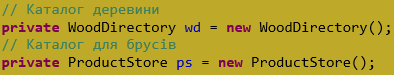 // Каталог деревини
private WoodDirectory wd = new WoodDirectory();
// Каталог для брусів
private ProductStore ps = new ProductStore();